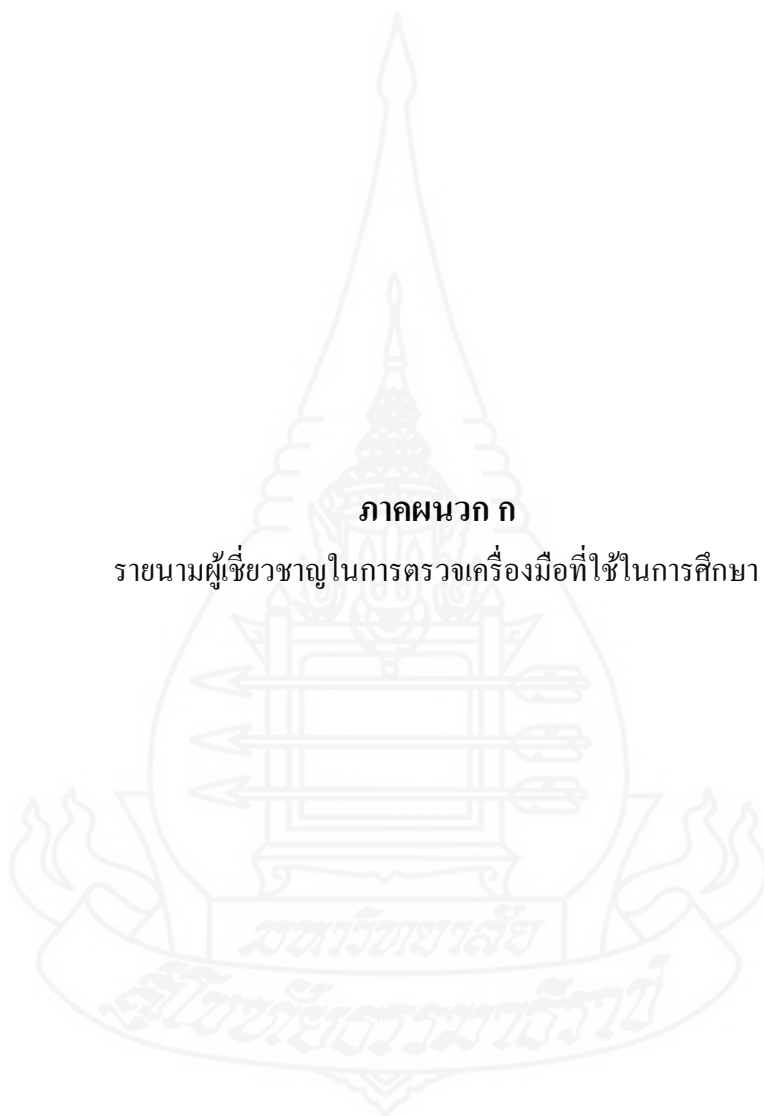 ภาคผนวก ก
รายนามผู้เชี่ยวชาญในการตรวจเครื่องมือที่ใช้ในการศึกษา
มหาวิทยาลัย
สุโขทัยธรรมาธิราช